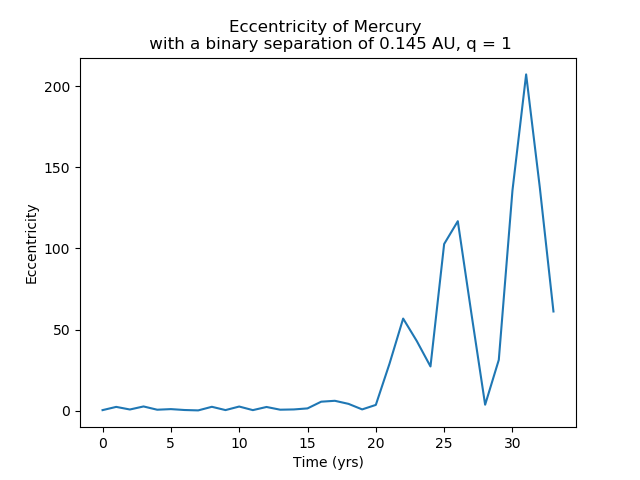 Eccentricity of Mercury
with a binary separation of 0.145 AU, q = 1
200
150
100
50
0
Eccentricity
0 5 10 15 20 25 30
Time (yrs)